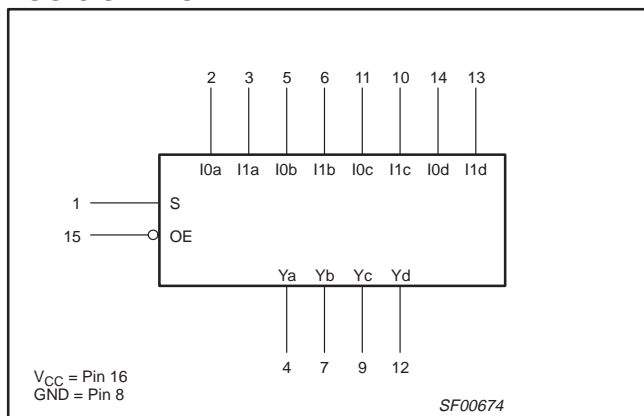 2 3 5 6 11 10 14 13
I0a I1a I0b I1b I0c I1c I0d I1d
1 S
15 OE
Ya Yb Yc Yd
4 7 9 12
VCC = Pin 16
GND = Pin 8
SF00674